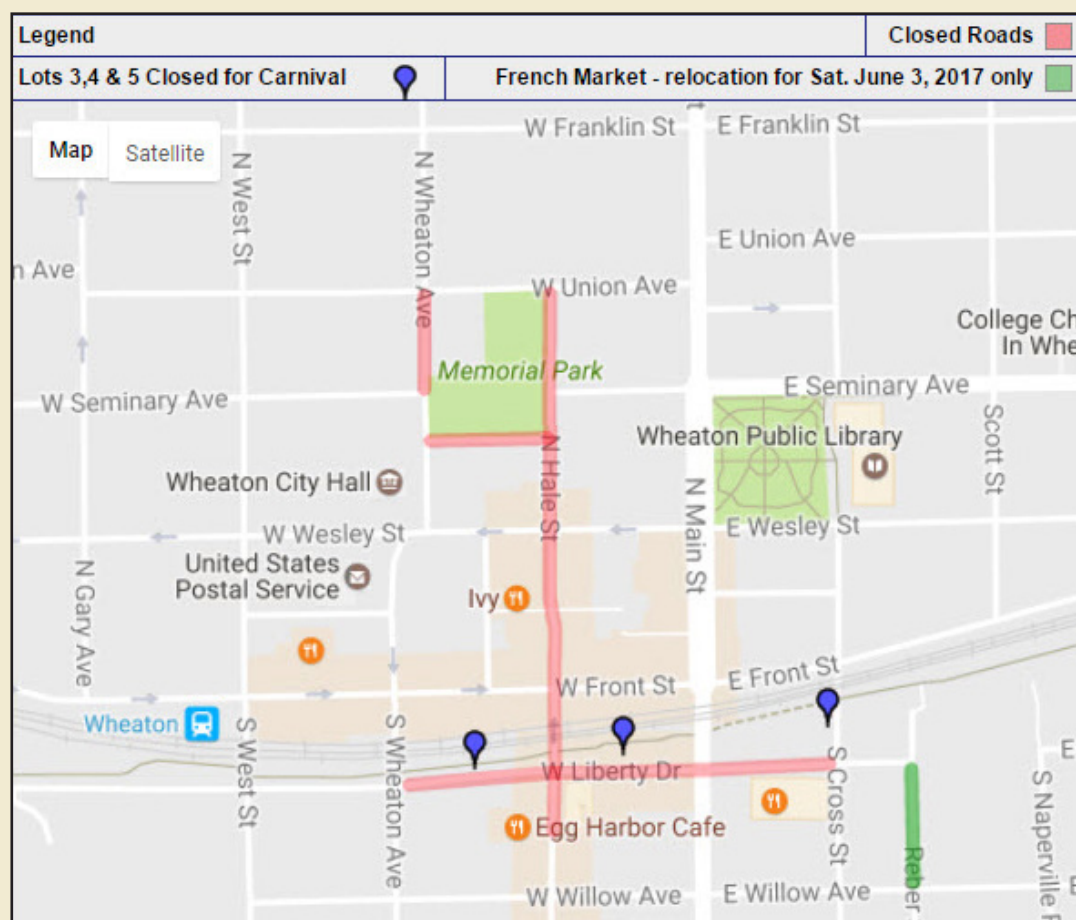 Legend
Closed Roads
Lots 3,4 & 5 Closed for Carnival
French Market - relocation for Sat. June 3, 2017 only
Map
Satellite
W Franklin St
E Franklin St
N West St
N Wheaton Ave
E Union Ave
n Ave
W Union Ave
College Ch
In Whe
Memorial Park
E Seminary Ave
W Seminary Ave
Scott St
Wheaton Public Library
N Hale St
Wheaton City Hall
N Main St
W Wesley St
E Wesley St
United States
Postal Service
N Gary Ave
Ivy
E Front St
W Front St
Wheaton
S West St
S Wheaton Ave
W Liberty Dr
S Cross St
E
S Naperville
Egg Harbor Cafe
Reber
W Willow Ave
E Willow Ave